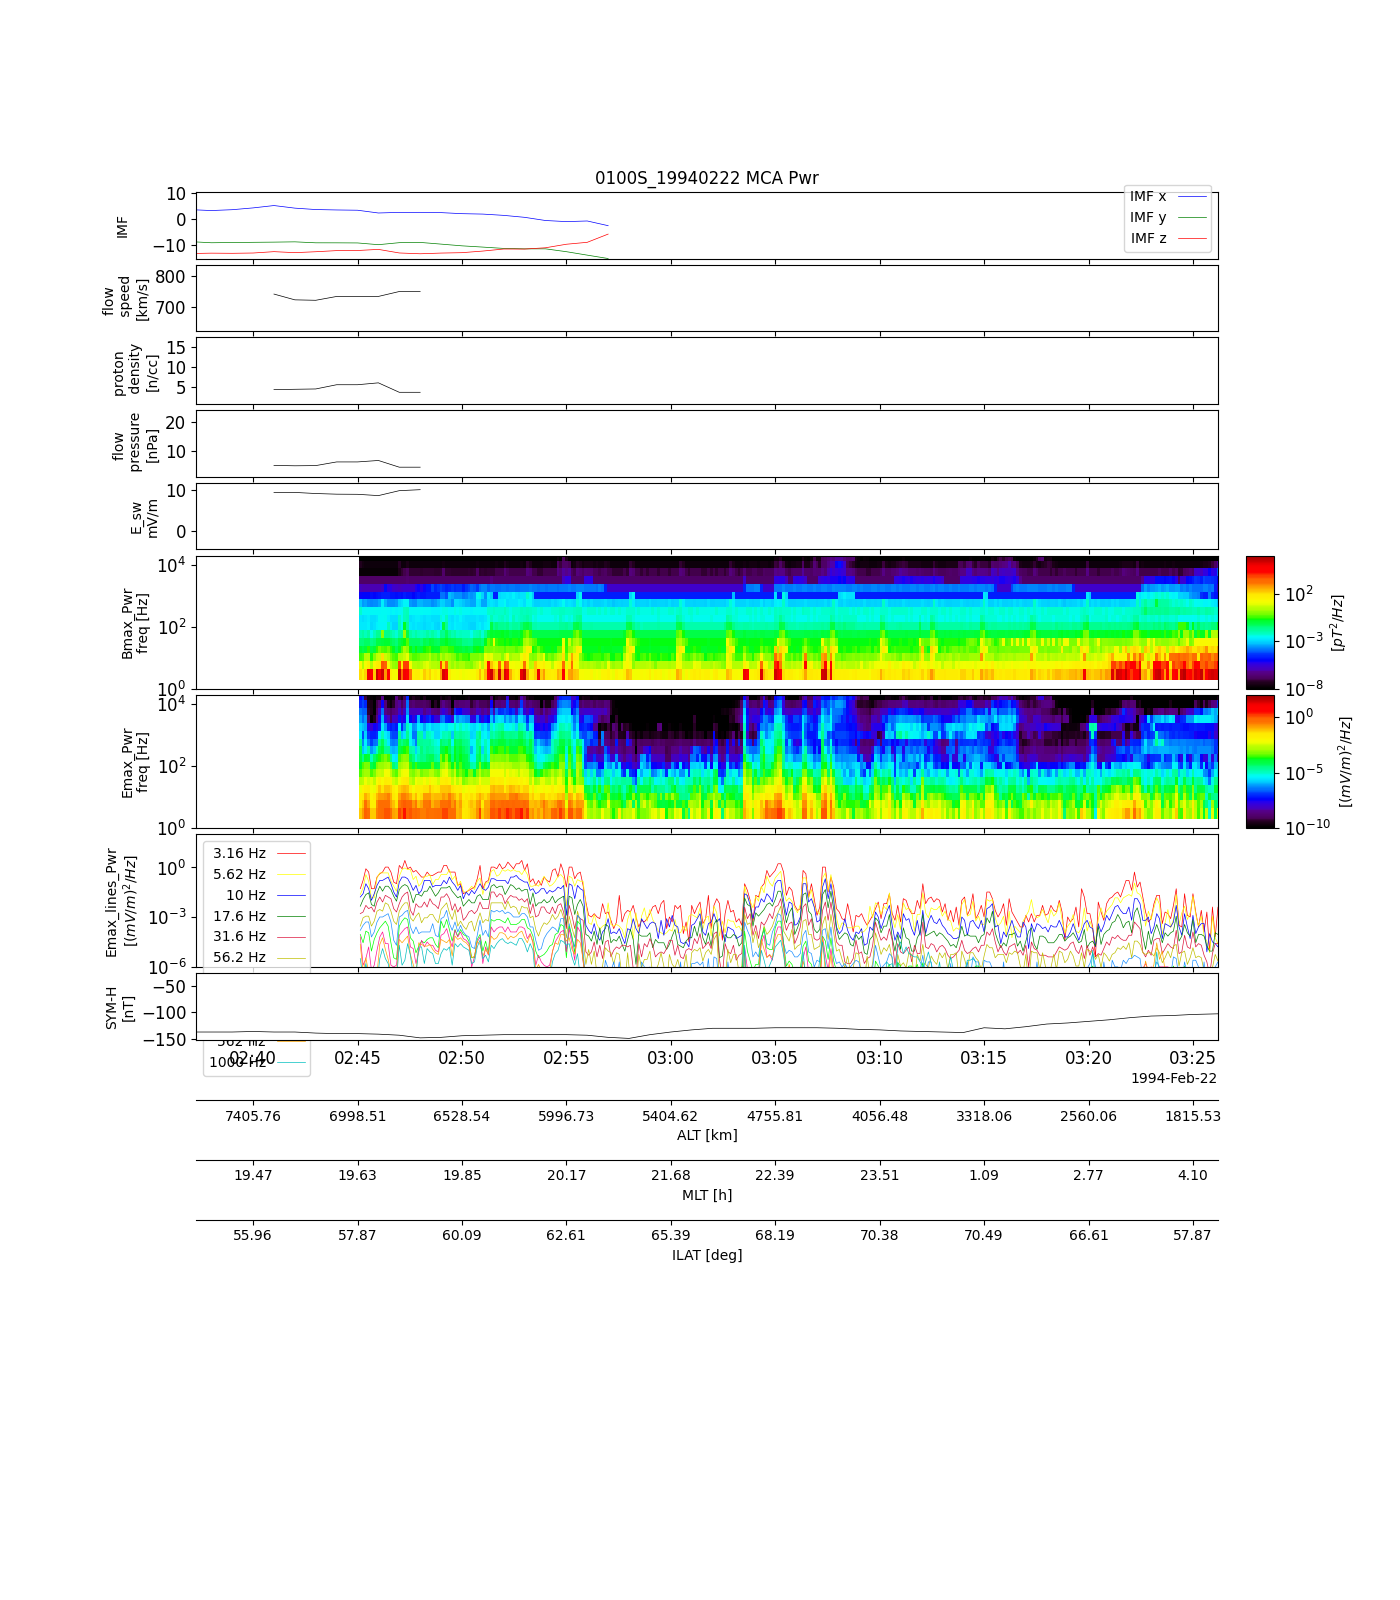 0100S_19940222 MCA Pwr
10
0
−10
IMF
IMF x
IMF y
IMF z
800
700
flow
speed
[km/s]
15
10
5
proton
density
[n/cc]
20
10
flow
pressure
[nPa]
10
0
E_sw
mV/m
10^4
10^2
10^0
Bmax_Pwr
freq [Hz]
10^2
10^−3
10^−8
[pT^2/Hz]
10^4
10^2
10^0
Emax_Pwr
freq [Hz]
10^0
10^−5
10^−10
[(mV/m)^2/Hz]
10^0
10^−3
10^−6
Emax_lines_Pwr
[(mV/m)^2/Hz]
3.16 Hz
5.62 Hz
10 Hz
17.6 Hz
31.6 Hz
56.2 Hz
562 Hz
1000 Hz
−50
−100
−150
SYM-H
[nT]
02:40 02:45 02:50 02:55 03:00 03:05 03:10 03:15 03:20 03:25
1994-Feb-22
7405.76 6998.51 6528.54 5996.73 5404.62 4755.81 4056.48 3318.06 2560.06 1815.53
ALT [km]
19.47 19.63 19.85 20.17 21.68 22.39 23.51 1.09 2.77 4.10
MLT [h]
55.96 57.87 60.09 62.61 65.39 68.19 70.38 70.49 66.61 57.87
ILAT [deg]